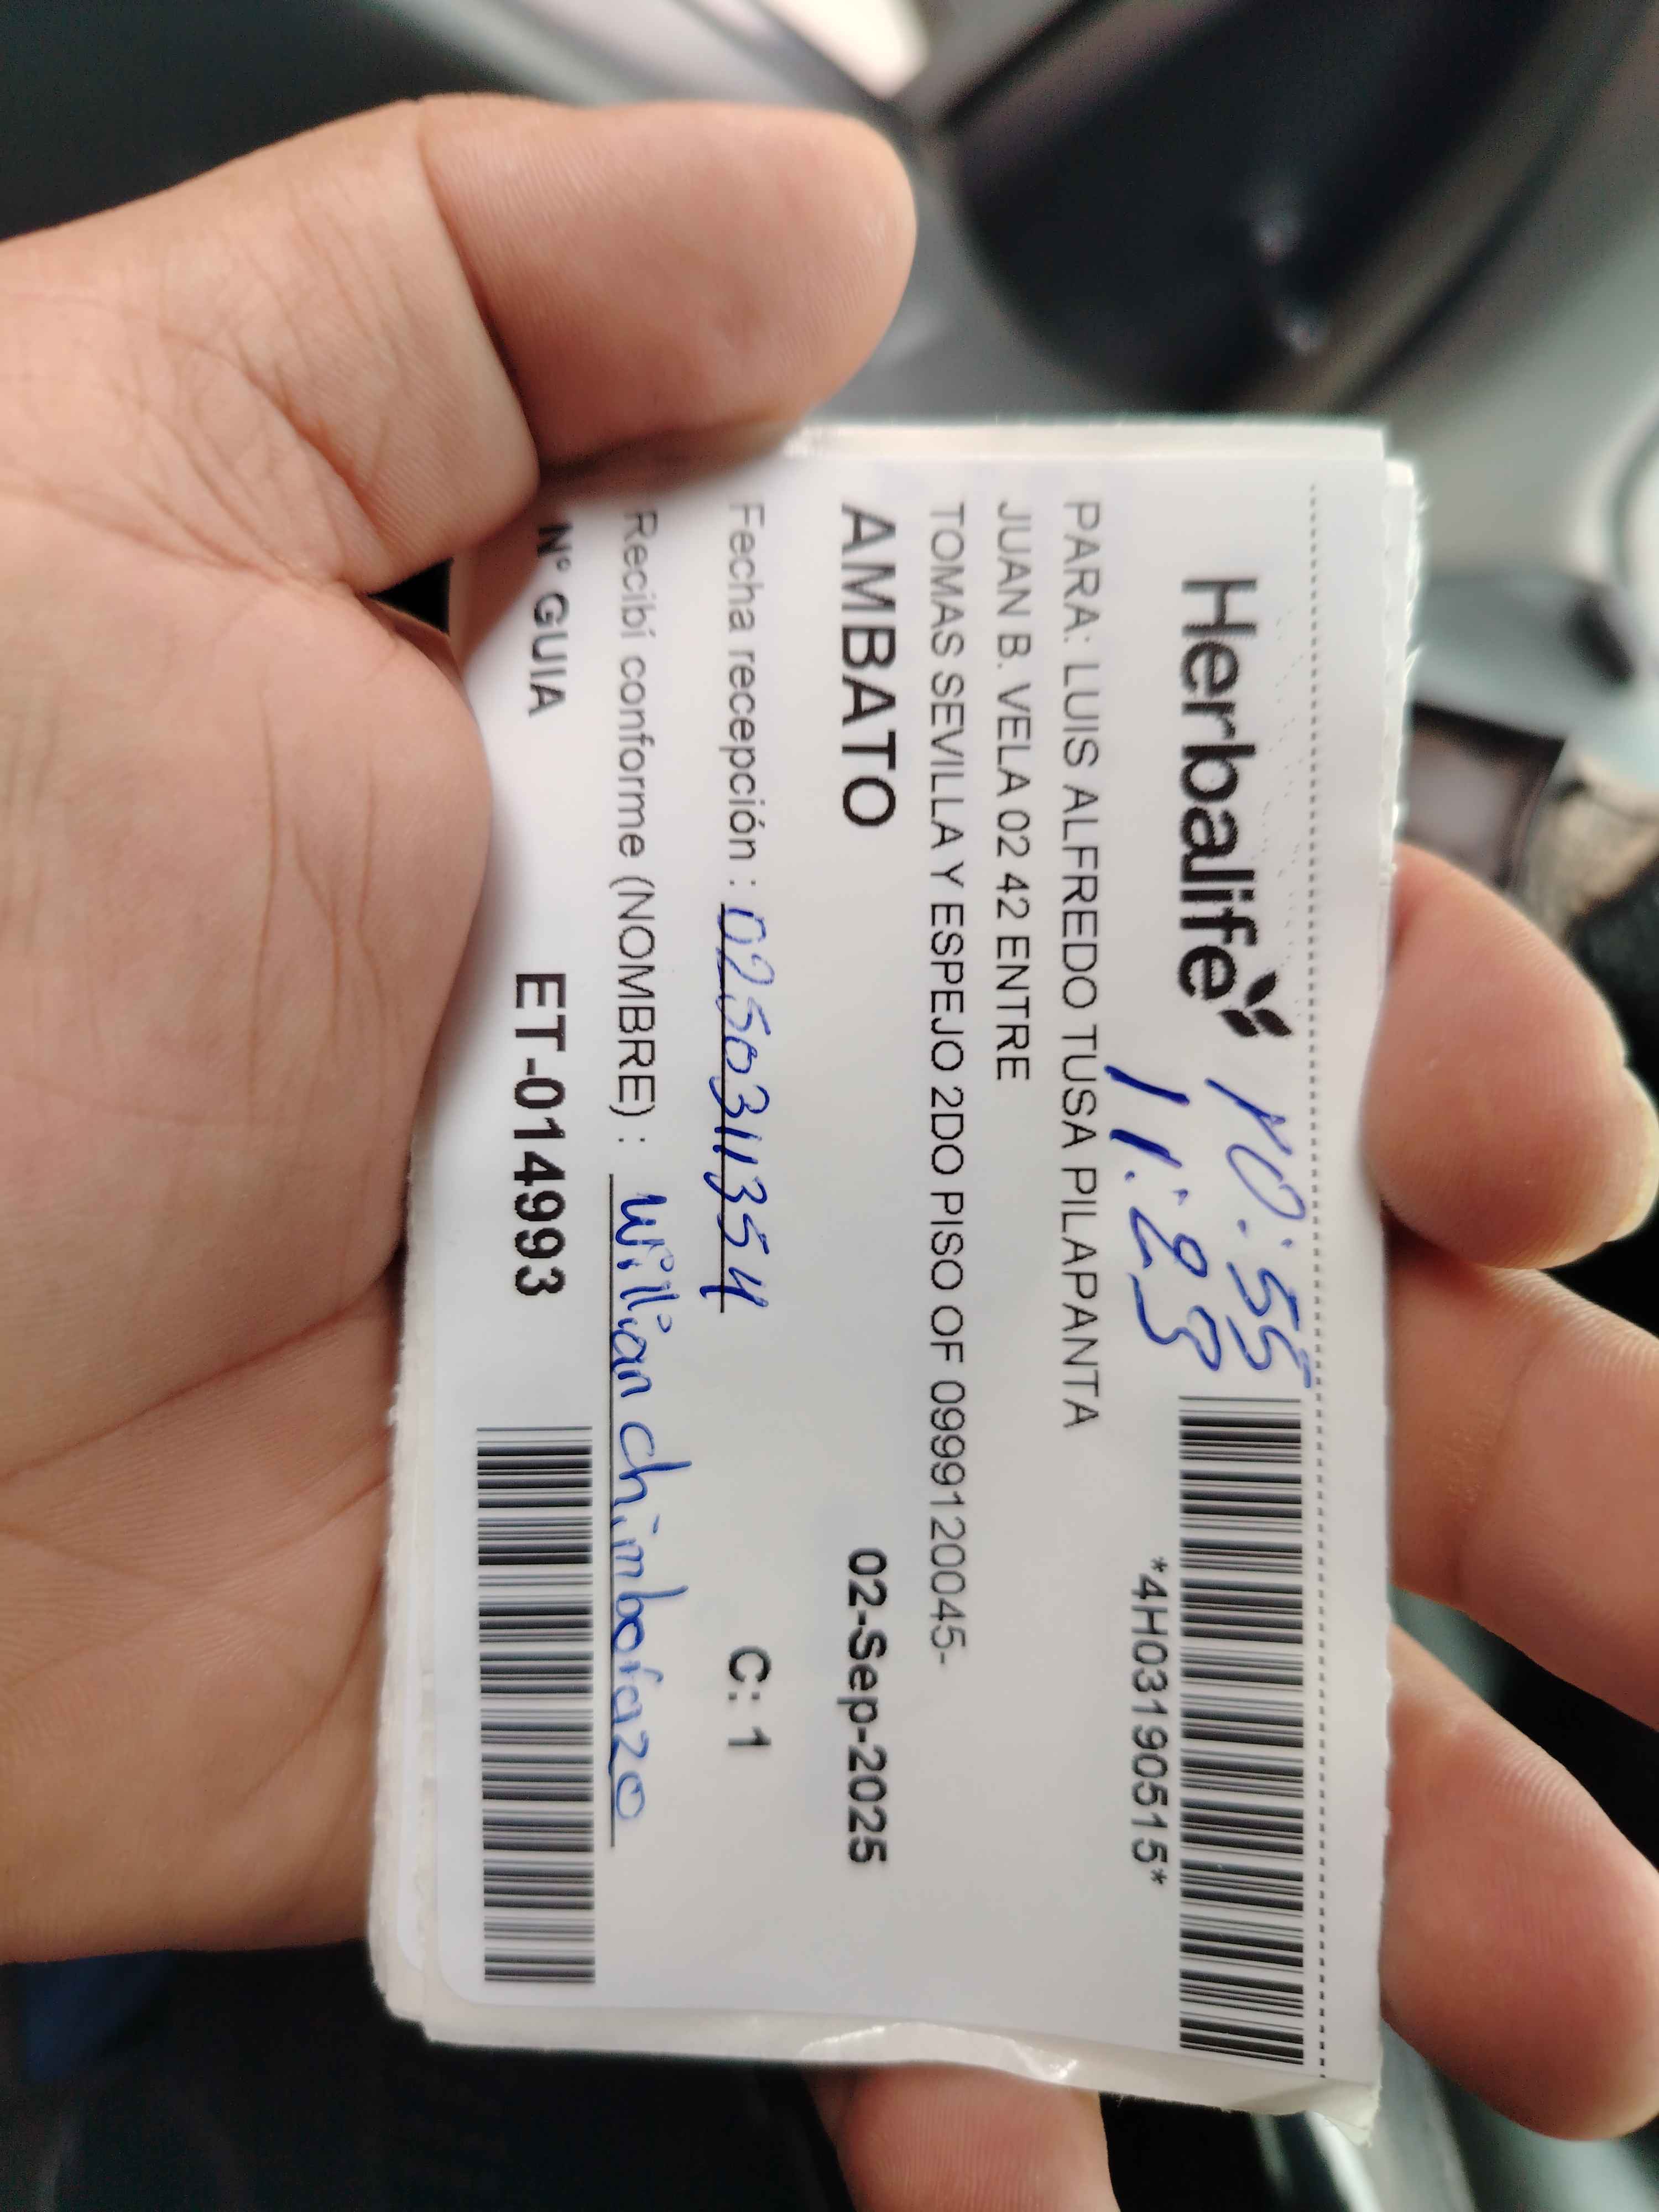 Herbalife
10:55
11:25
*4H03190515*
PARA: LUIS ALFREDO TUSA PILAPANTA
JUAN B. VELA 02 42 ENTRE
TOMAS SEVILLA Y ESPEJO 2DO PISO OF 0999120045-
AMBATO 02-Sep-2025
Fecha recepción : 0250311354 C: 1
Recibí conforme (NOMBRE) : Willian chimborazo
N° GUIA ET-014993